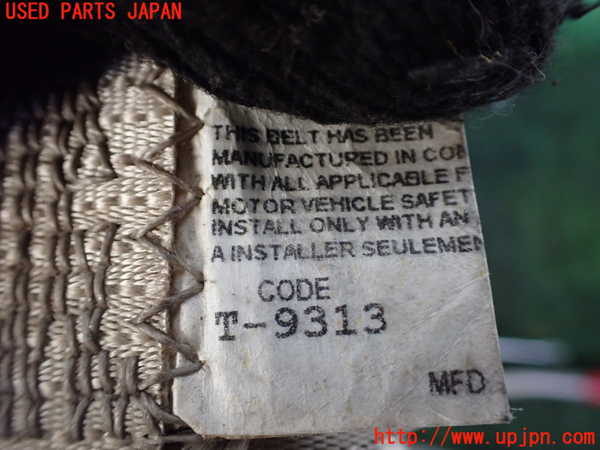 USED PARTS JAPAN
THIS BELT HAS BEEN
MANUFACTURED IN
WITH ALL APPLICABLE F
MOTOR VEHICLE SAFET
INSTALL ONLY WITH AN
A INSTALLER SEULEMEN
CODE
T-9313
MFD
http://www.upjpn.com/